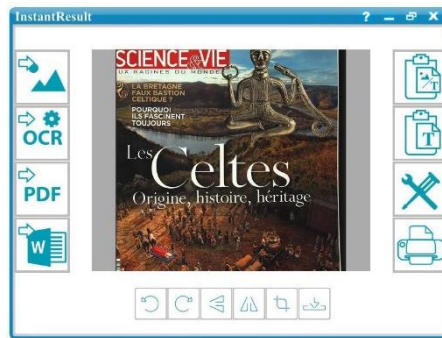 InstantResult
SCIENCE&VIE
AUX RACINES DU MONDE
LA BRETAGNE
FAUX BASTION
CELTIQUE ?
POURQUOI
ILS FASCINENT
TOUJOURS
Les Celtes
Origine, histoire, héritage
OCR
PDF
W
T
T